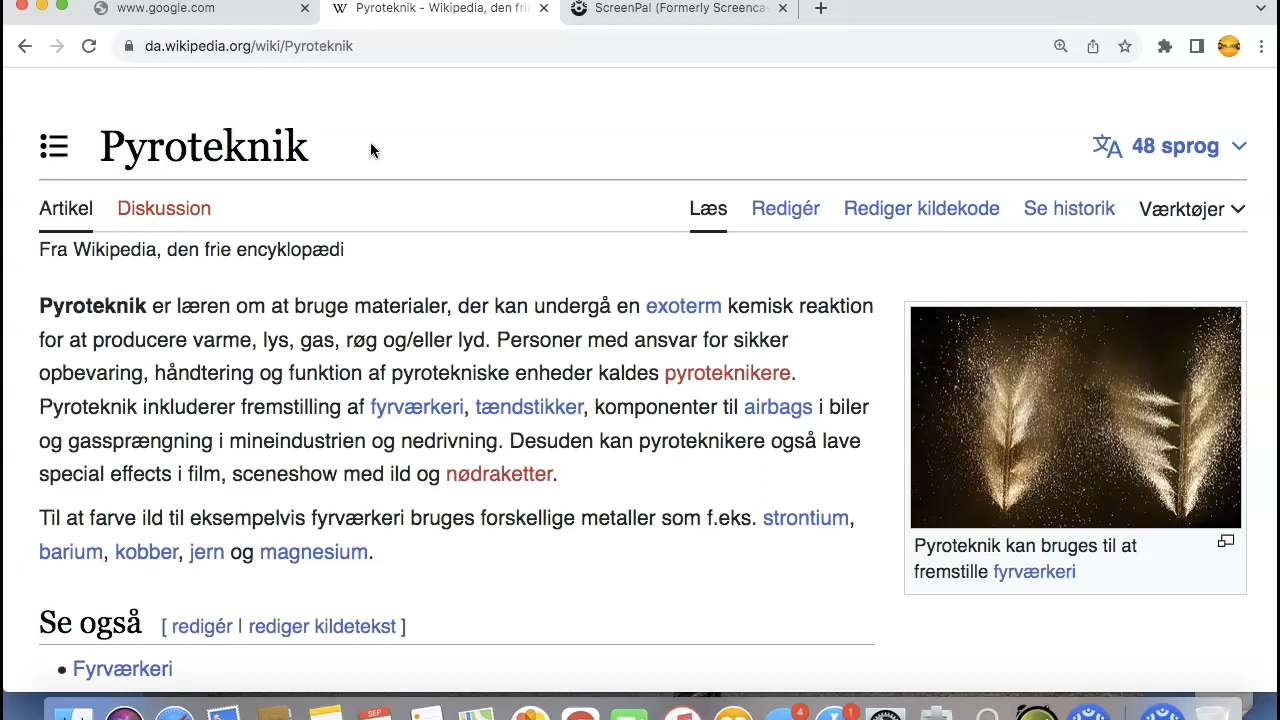 www.google.com
Pyroteknik - Wikipedia, den fri
ScreenPal (Formerly Screencas
da.wikipedia.org/wiki/Pyroteknik
Pyroteknik
48 sprog
Artikel Diskussion Læs Redigér Rediger kildekode Se historik Værktøjer
Fra Wikipedia, den frie encyklopædi
Pyroteknik er læren om at bruge materialer, der kan undergå en exoterm kemisk reaktion
for at producere varme, lys, gas, røg og/eller lyd. Personer med ansvar for sikker
opbevaring, håndtering og funktion af pyrotekniske enheder kaldes pyroteknikere.
Pyroteknik inkluderer fremstilling af fyrværkeri, tændstikker, komponenter til airbags i biler
og gassprængning i mineindustrien og nedrivning. Desuden kan pyroteknikere også lave
special effects i film, sceneshow med ild og nødraketter.
Til at farve ild til eksempelvis fyrværkeri bruges forskellige metaller som f.eks. strontium,
barium, kobber, jern og magnesium.
Pyroteknik kan bruges til at
fremstille fyrværkeri
Se også [ redigér | rediger kildetekst ]
• Fyrværkeri
SEP
4
1